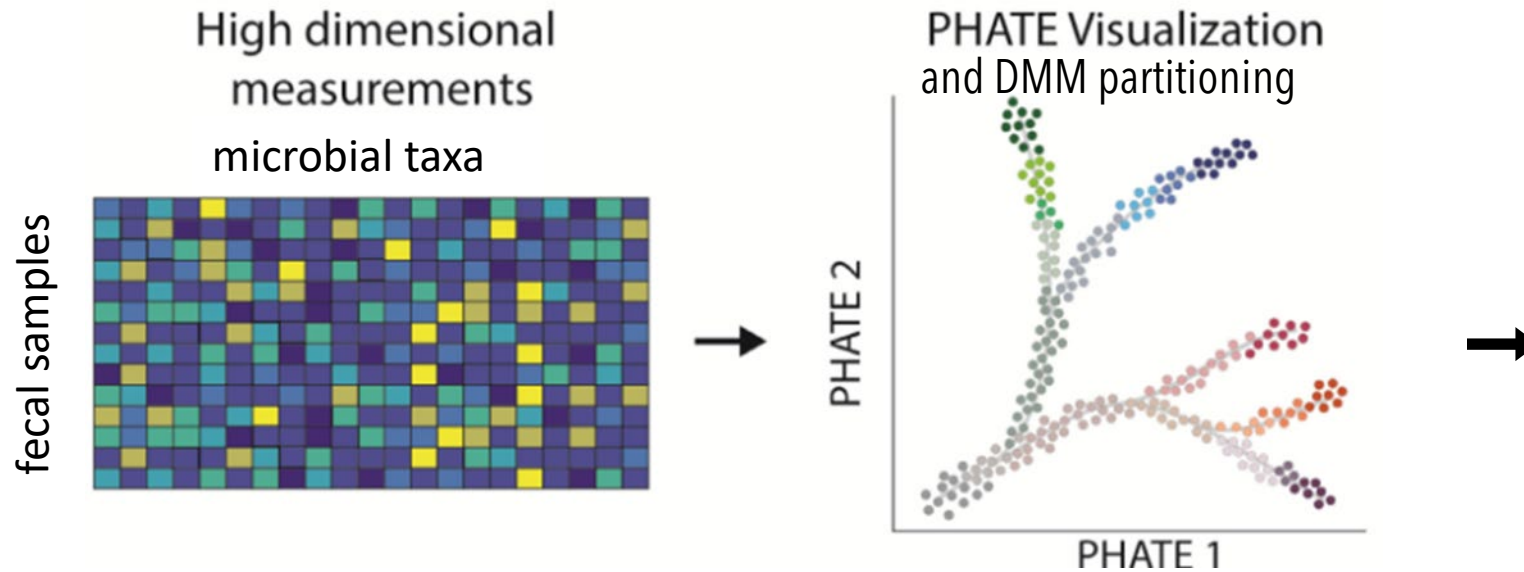 High dimensional
measurements
microbial taxa
fecal samples
PHATE Visualization
and DMM partitioning
PHATE 2
PHATE 1